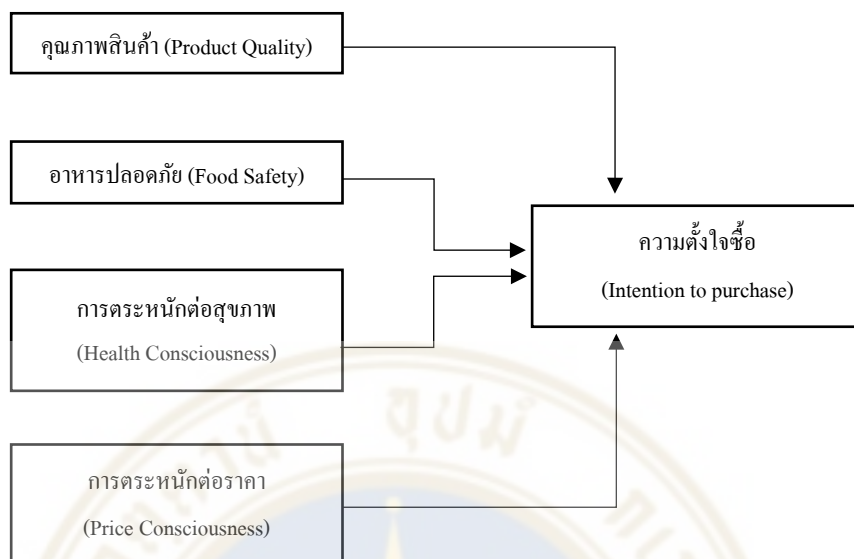 คุณภาพสินค้า (Product Quality)
อาหารปลอดภัย (Food Safety)
การตระหนักต่อสุขภาพ
(Health Consciousness)
การตระหนักต่อราคา
(Price Consciousness)
ความตั้งใจซื้อ
(Intention to purchase)
อุปมํ